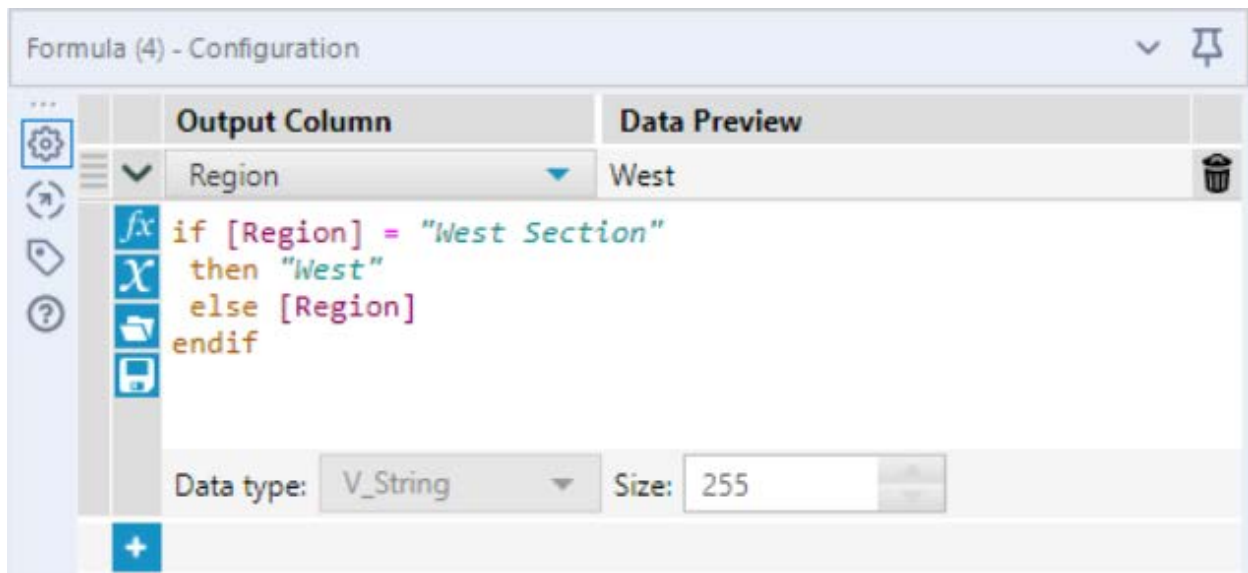 Formula (4) - Configuration
Output Column Data Preview
Region West
if [Region] = "West Section"
then "West"
else [Region]
endif
Data type: V_String Size: 255